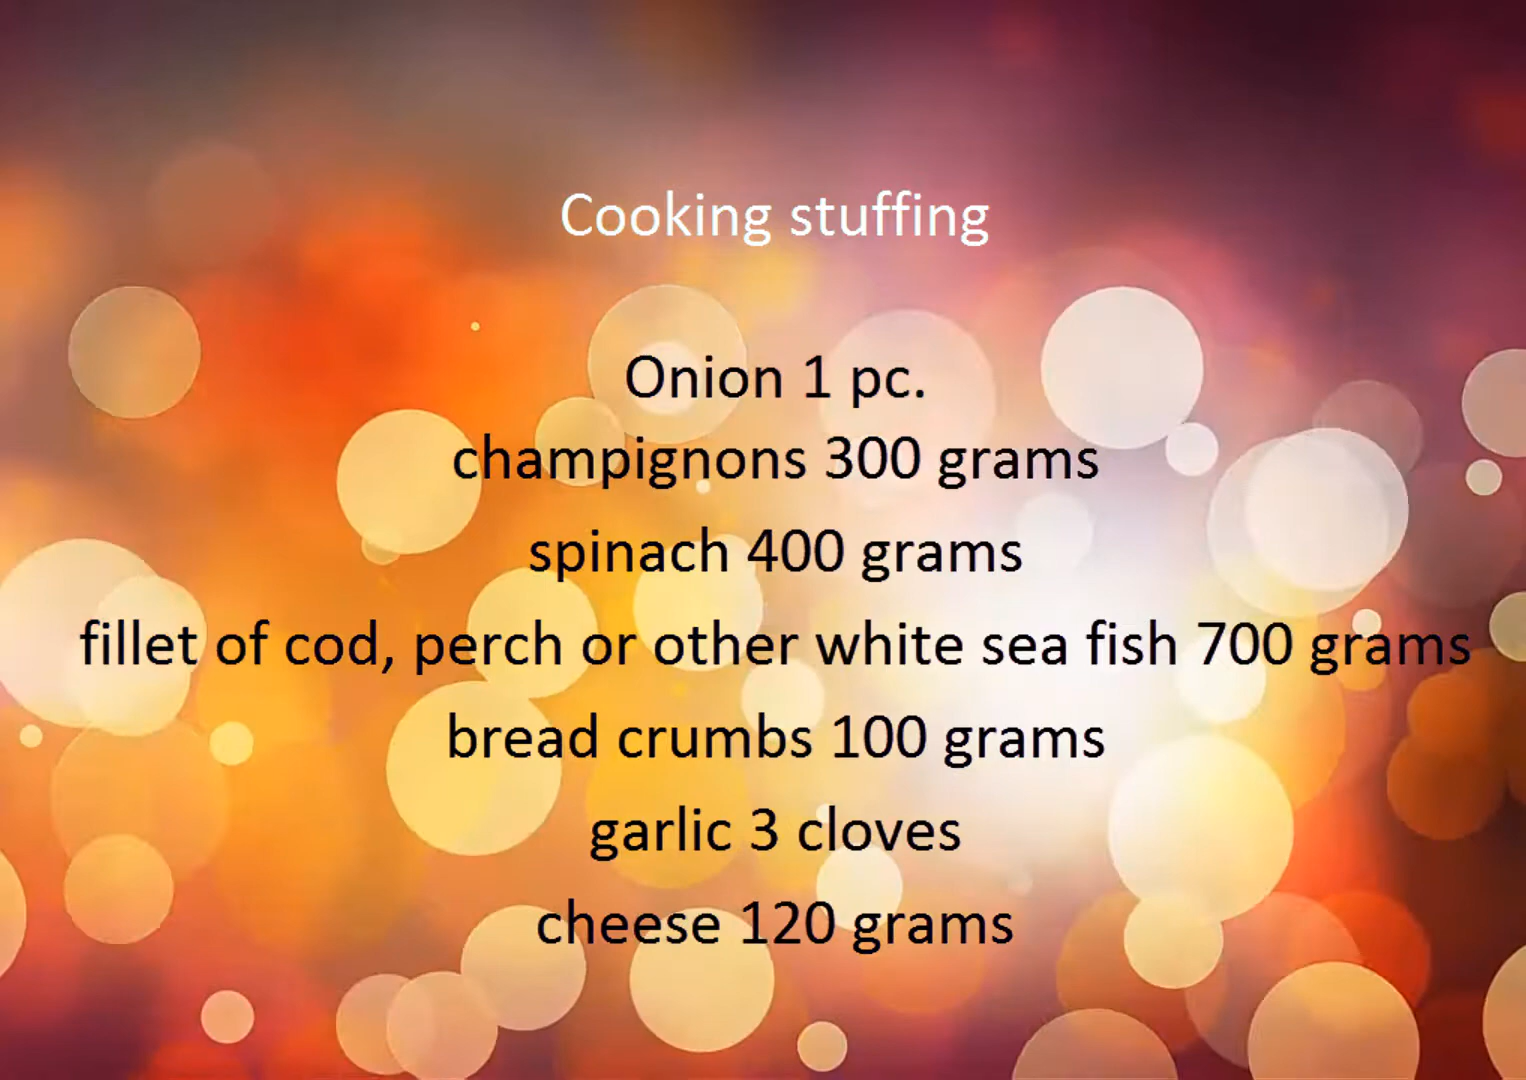 Cooking stuffing
Onion 1 pc.
champignons 300 grams
spinach 400 grams
fillet of cod, perch or other white sea fish 700 grams
bread crumbs 100 grams
garlic 3 cloves
cheese 120 grams